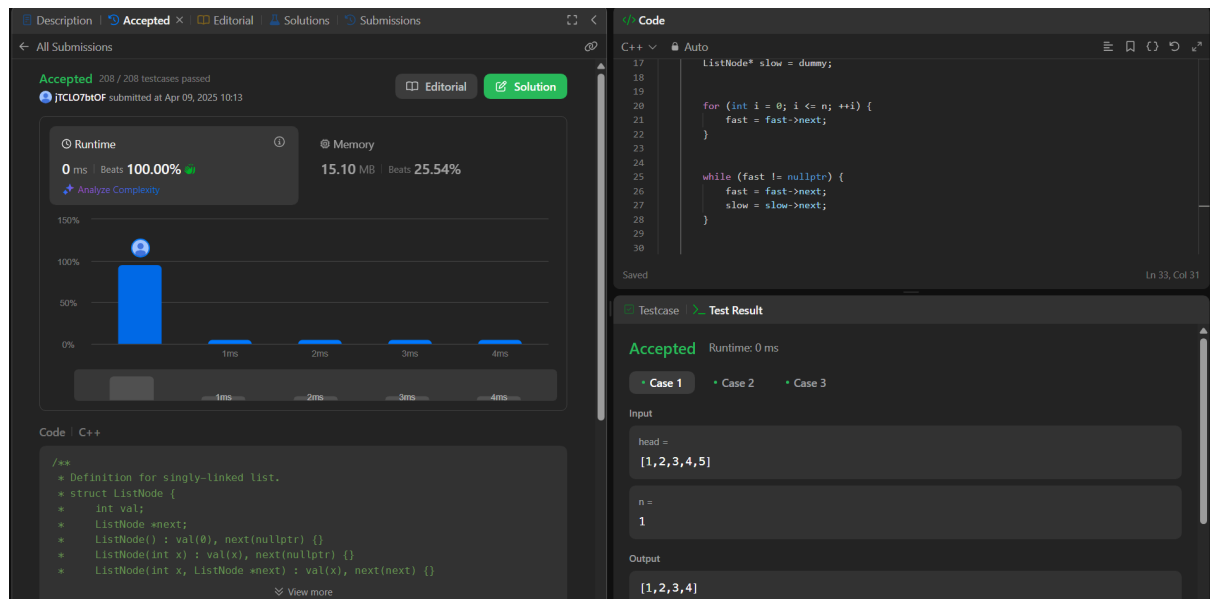 Description
Accepted ×
Editorial
Solutions
Submissions
← All Submissions
Accepted 208 / 208 testcases passed
jTCLO7btOF submitted at Apr 09, 2025 10:13
Editorial
Solution
Runtime
0 ms | Beats 100.00%
Analyze Complexity
Memory
15.10 MB | Beats 25.54%
150%
100%
50%
0%
1ms 2ms 3ms 4ms
1ms 2ms 3ms 4ms
Code | C++
/**
 * Definition for singly-linked list.
 * struct ListNode {
 *     int val;
 *     ListNode *next;
 *     ListNode() : val(0), next(nullptr) {}
 *     ListNode(int x) : val(x), next(nullptr) {}
 *     ListNode(int x, ListNode *next) : val(x), next(next) {}
View more
</> Code
C++ Auto
17 ListNode* slow = dummy;
18
19
20 for (int i = 0; i <= n; ++i) {
21 fast = fast->next;
22 }
23
24
25 while (fast != nullptr) {
26 fast = fast->next;
27 slow = slow->next;
28 }
29
30
Saved
Ln 33, Col 31
Testcase
>_ Test Result
Accepted Runtime: 0 ms
• Case 1 • Case 2 • Case 3
Input
head =
[1,2,3,4,5]
n =
1
Output
[1,2,3,4]